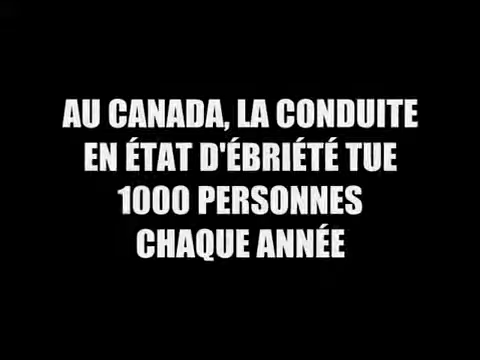 AU CANADA, LA CONDUITE
EN ÉTAT D'ÉBRIÉTÉ TUE
1000 PERSONNES
CHAQUE ANNÉE